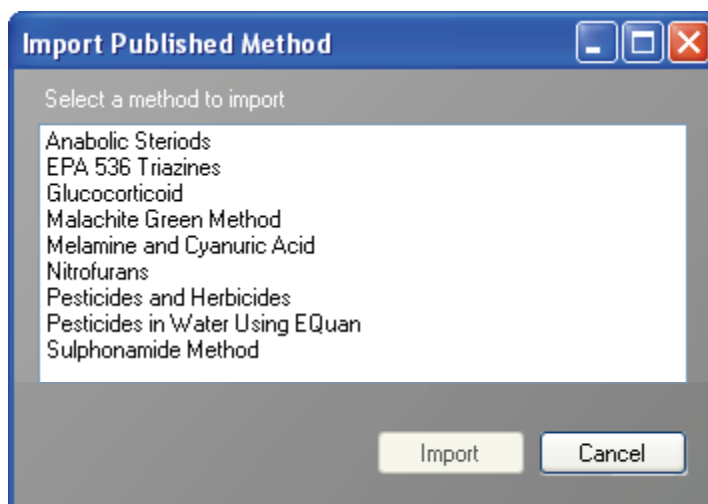 Import Published Method
Select a method to import
Anabolic Steriods
EPA 536 Triazines
Glucocorticoid
Malachite Green Method
Melamine and Cyanuric Acid
Nitrofurans
Pesticides and Herbicides
Pesticides in Water Using EQuan
Sulphonamide Method
Import Cancel